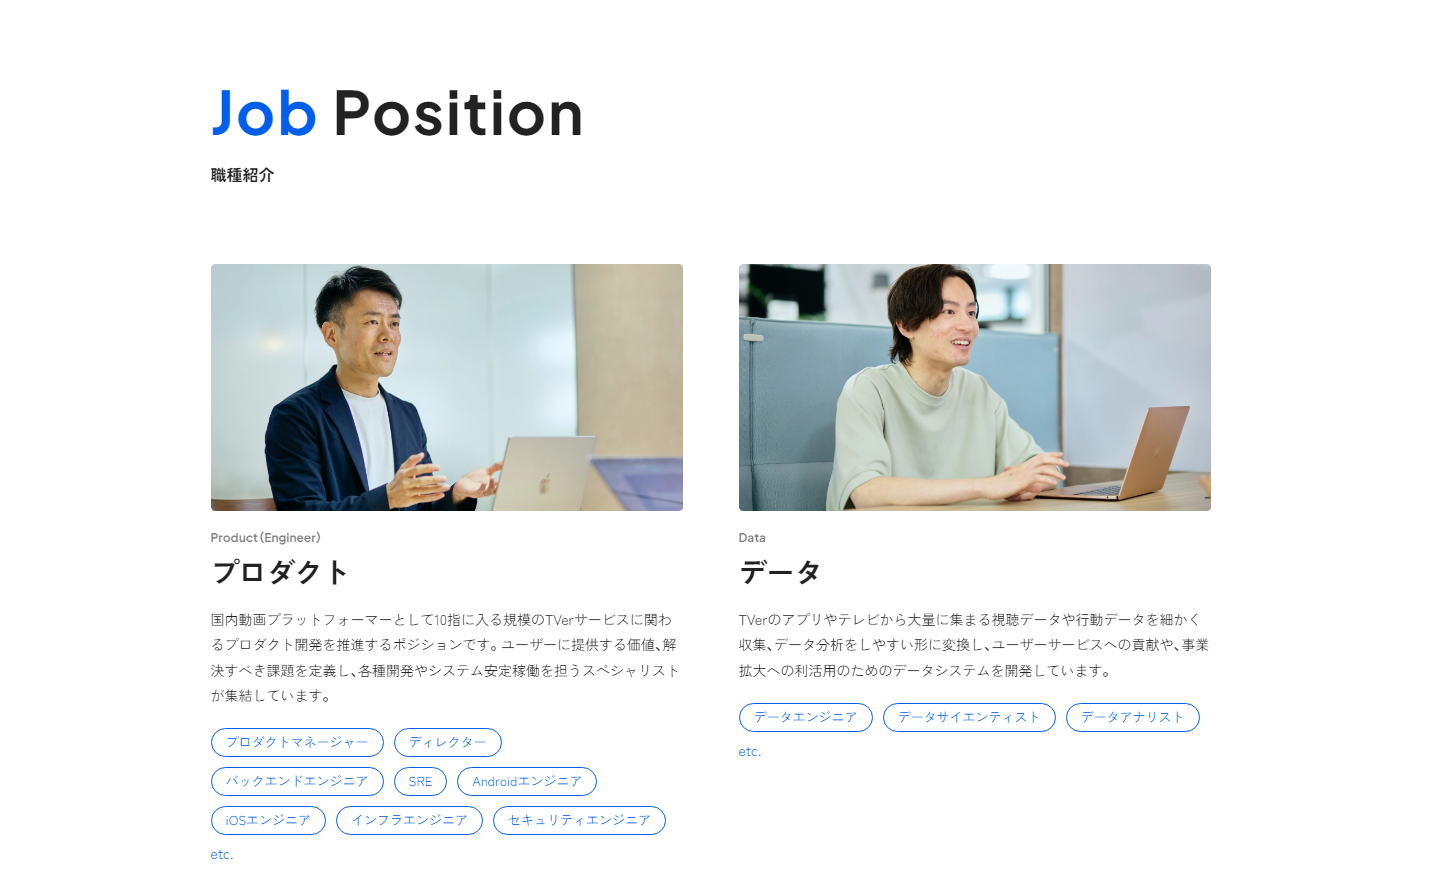 Job Position
職種紹介
Product（Engineer）
プロダクト
国内動画プラットフォーマーとして10指に入る規模のTVerサービスに関わ
るプロダクト開発を推進するポジションです。ユーザーに提供する価値、解
決すべき課題を定義し、各種開発やシステム安定稼働を担うスペシャリスト
が集結しています。
プロダクトマネージャー
ディレクター
バックエンドエンジニア
SRE
Androidエンジニア
iOSエンジニア
インフラエンジニア
セキュリティエンジニア
etc.
Data
データ
TVerのアプリやテレビから大量に集まる視聴データや行動データを細かく
収集、データ分析をしやすい形に変換し、ユーザーサービスへの貢献や、事業
拡大への利活用のためのデータシステムを開発しています。
データエンジニア
データサイエンティスト
データアナリスト
etc.